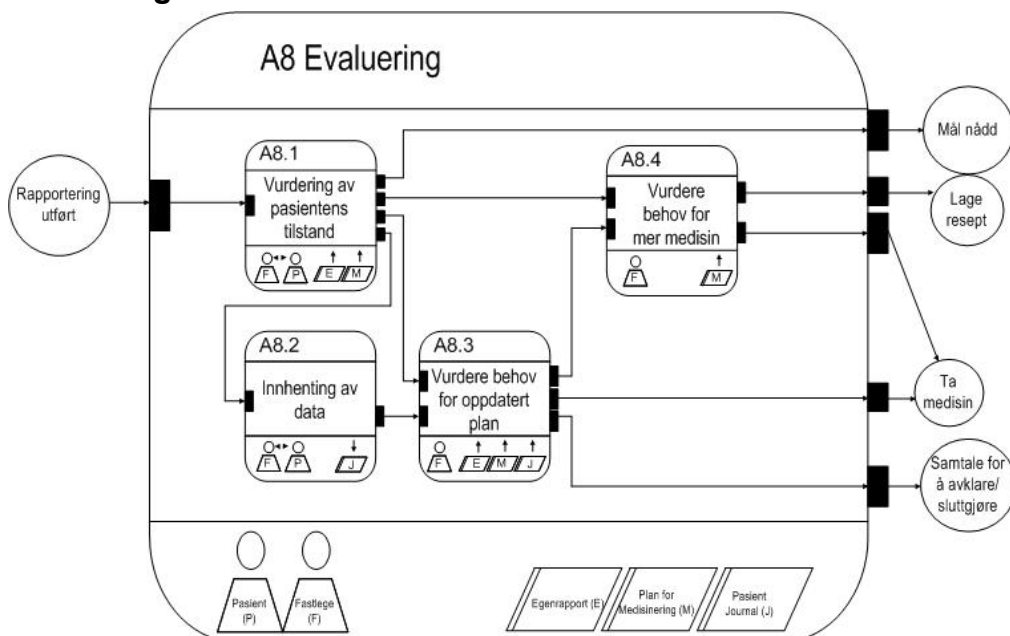 A8 Evaluering
A8.1
Vurdering av
pasientens
tilstand
F P E M
A8.4
Vurdere
behov for
mer medisin
F M
Mål nådd
Rapportering
utført
Lage
resept
A8.2
Innhenting av
data
F P J
A8.3
Vurdere behov
for oppdatert
plan
F E M J
Ta
medisin
Samtale for
å avklare/
sluttgjøre
Pasient
(P)
Fastlege
(F)
Egenrapport (E)
Plan for
Medisinering (M)
Pasient
Journal (J)